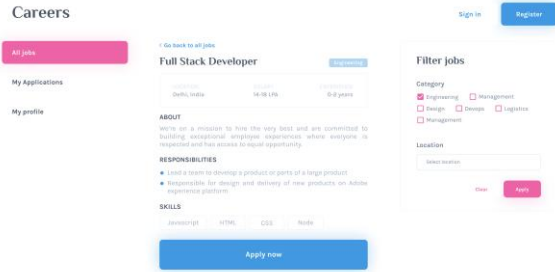 Careers
Sign in
Register
All jobs
My Applications
My profile
‹ Go back to all jobs
Full Stack Developer
Engineering
Delhi, India
14-18 LPA
0-2 years
ABOUT
We're on a mission to hire the very best and are committed to
building exceptional employee experiences where everyone is
respected and has access to equal opportunity.
RESPONSIBILITIES
Lead a team to develop a product or parts of a large product
Responsible for design and delivery of new products on Adobe
experience platform
SKILLS
Javascript
HTML
CSS
Node
Apply now
Filter jobs
Category
Engineering
Management
Design
Devops
Logistics
Management
Location
Select location
Clear
Apply